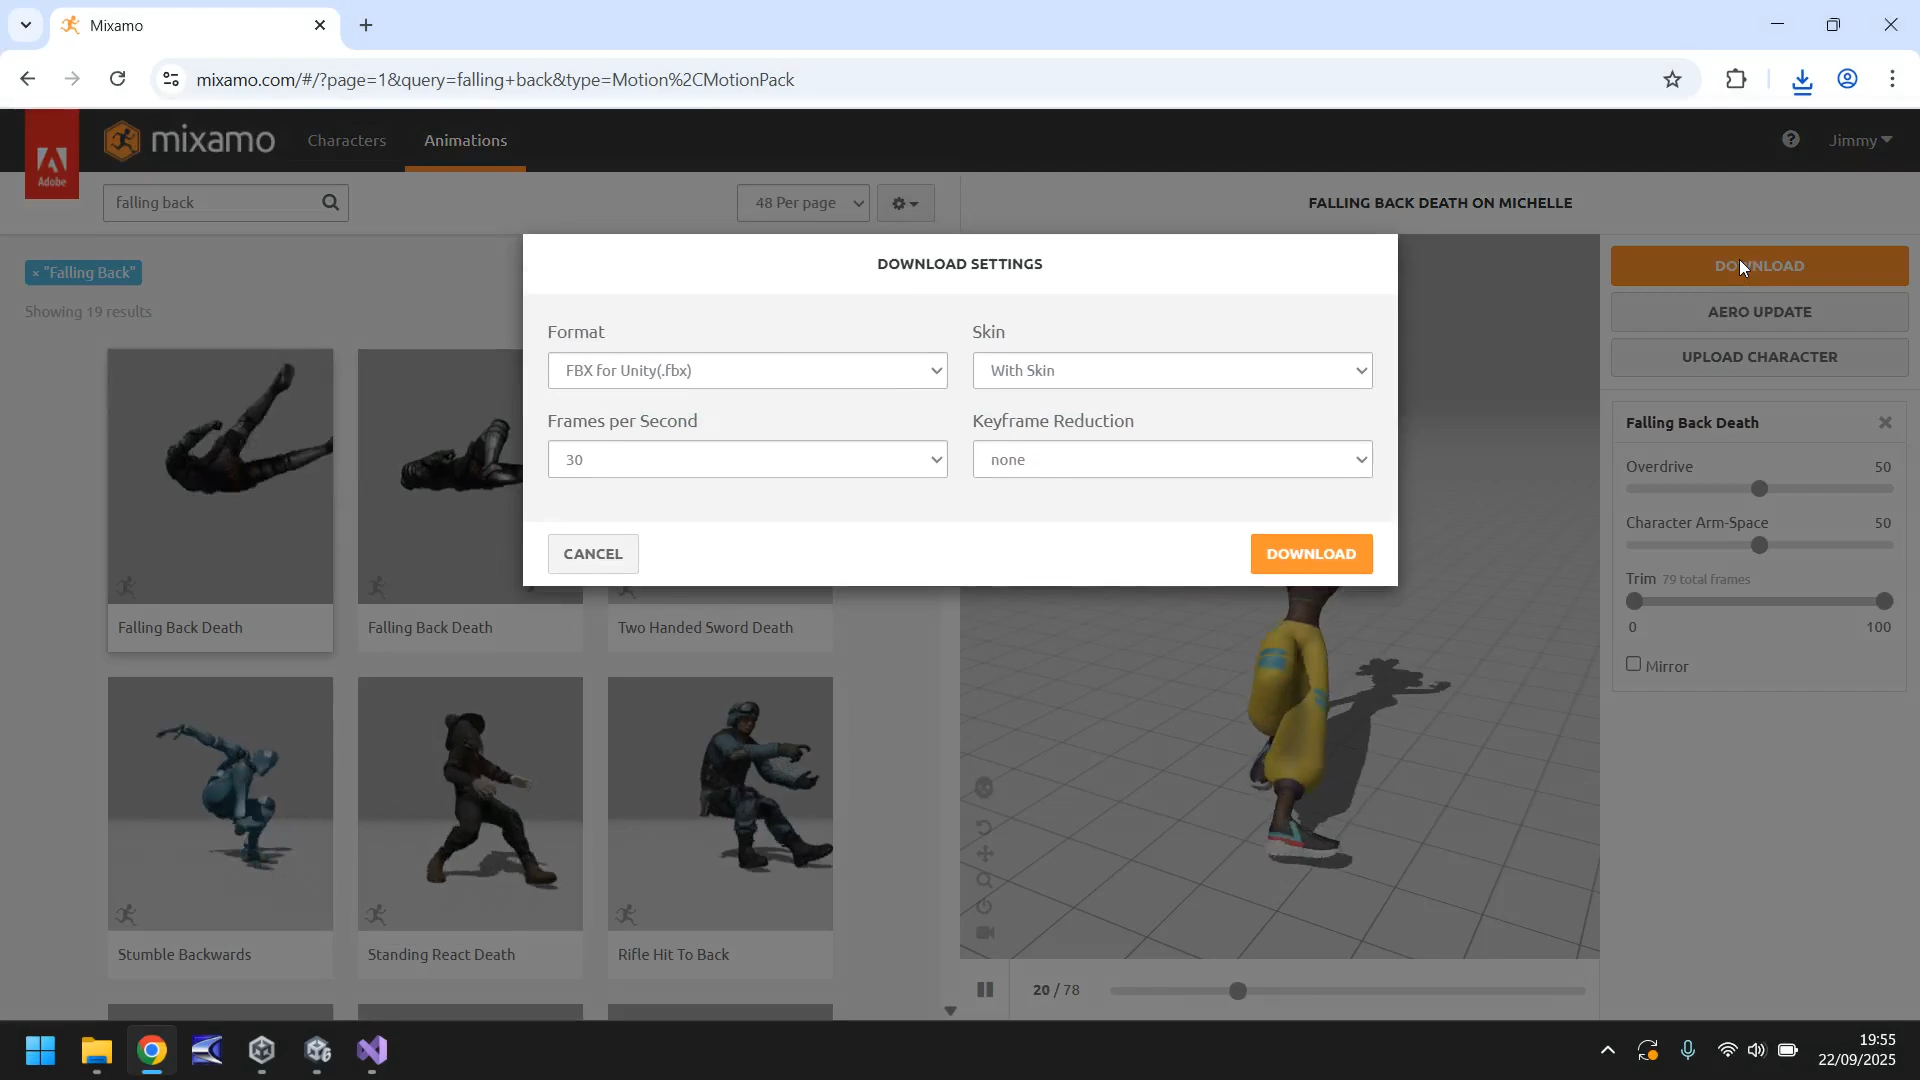 Mixamo
mixamo.com/#/?page=1&query=falling+back&type=Motion%2CMotionPack
Adobe
mixamo
Characters
Animations
Jimmy
falling back
48 Per page
FALLING BACK DEATH ON MICHELLE
× "Falling Back"
Showing 19 results
DOWNLOAD SETTINGS
Format
Skin
FBX for Unity(.fbx)
With Skin
Frames per Second
Keyframe Reduction
30
none
CANCEL
DOWNLOAD
DOWNLOAD
AERO UPDATE
UPLOAD CHARACTER
Falling Back Death
Overdrive 50
Character Arm-Space 50
Trim 79 total frames
0 100
Mirror
Falling Back Death
Falling Back Death
Two Handed Sword Death
Stumble Backwards
Standing React Death
Rifle Hit To Back
20 / 78
19:55
22/09/2025